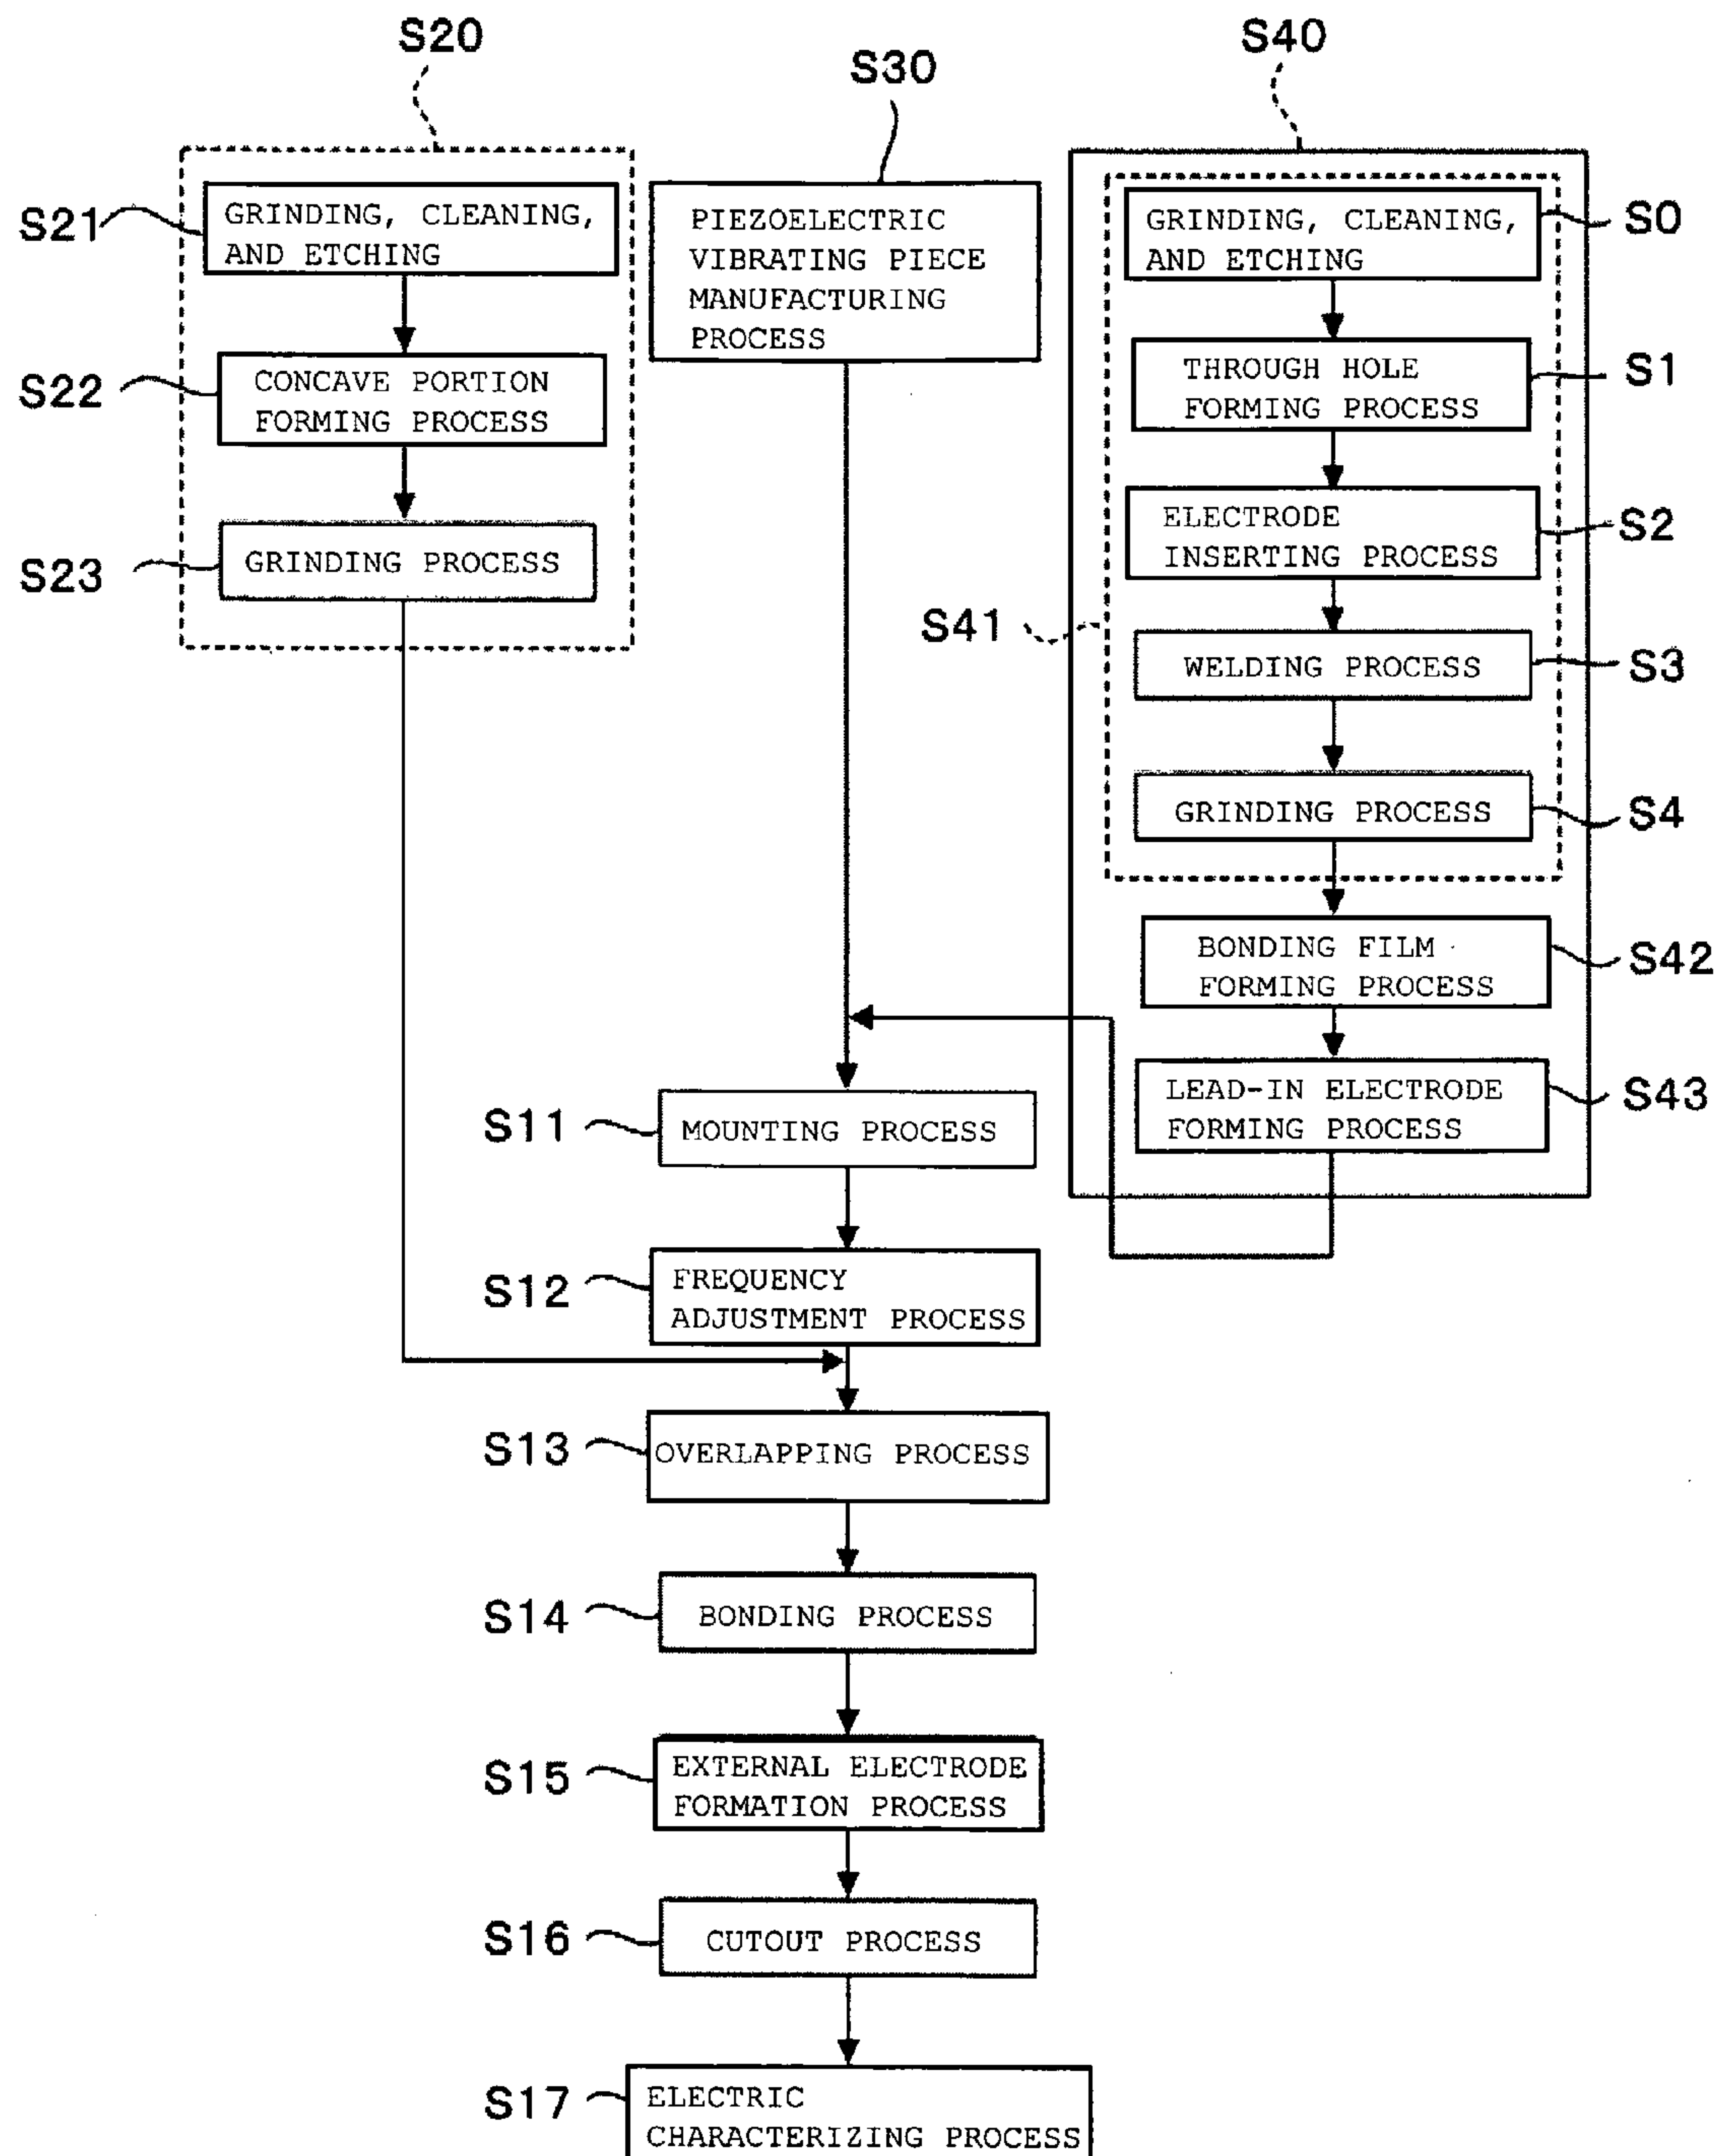 S20
S30
S40
S21
GRINDING, CLEANING,
AND ETCHING
PIEZOELECTRIC
VIBRATING PIECE
MANUFACTURING
PROCESS
GRINDING, CLEANING,
AND ETCHING
S0
S22
CONCAVE PORTION
FORMING PROCESS
THROUGH HOLE
FORMING PROCESS
S1
S23
GRINDING PROCESS
ELECTRODE
INSERTING PROCESS
S2
S41
WELDING PROCESS
S3
GRINDING PROCESS
S4
BONDING FILM
FORMING PROCESS
S42
LEAD-IN ELECTRODE
FORMING PROCESS
S43
S11
MOUNTING PROCESS
S12
FREQUENCY
ADJUSTMENT PROCESS
S13
OVERLAPPING PROCESS
S14
BONDING PROCESS
S15
EXTERNAL ELECTRODE
FORMATION PROCESS
S16
CUTOUT PROCESS
S17
ELECTRIC
CHARACTERIZING PROCESS